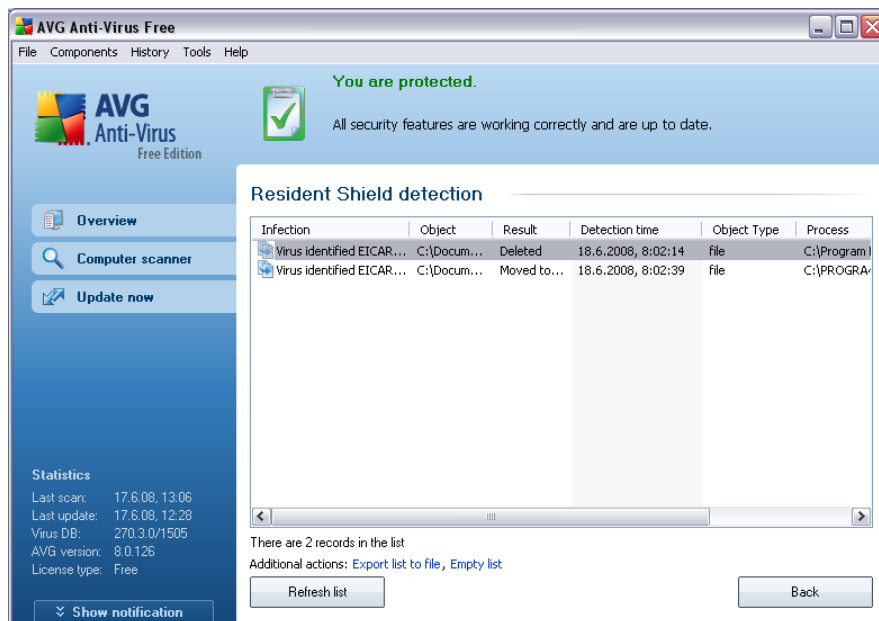 AVG Anti-Virus Free
File Components History Tools Help
You are protected.
All security features are working correctly and are up to date.
AVG
Anti-Virus
Free Edition
Overview
Computer scanner
Update now
Resident Shield detection
Infection Object Result Detection time Object Type Process
Virus identified EICAR... C:\Docum... Deleted 18.6.2008, 8:02:14 file C:\Program
Virus identified EICAR... C:\Docum... Moved to... 18.6.2008, 8:02:39 file C:\PROGRA
There are 2 records in the list
Additional actions: Export list to file, Empty list
Refresh list Back
Statistics
Last scan: 17.6.08, 13:06
Last update: 17.6.08, 12:28
Virus DB: 270.3.0/1505
AVG version: 8.0.126
License type: Free
Show notification